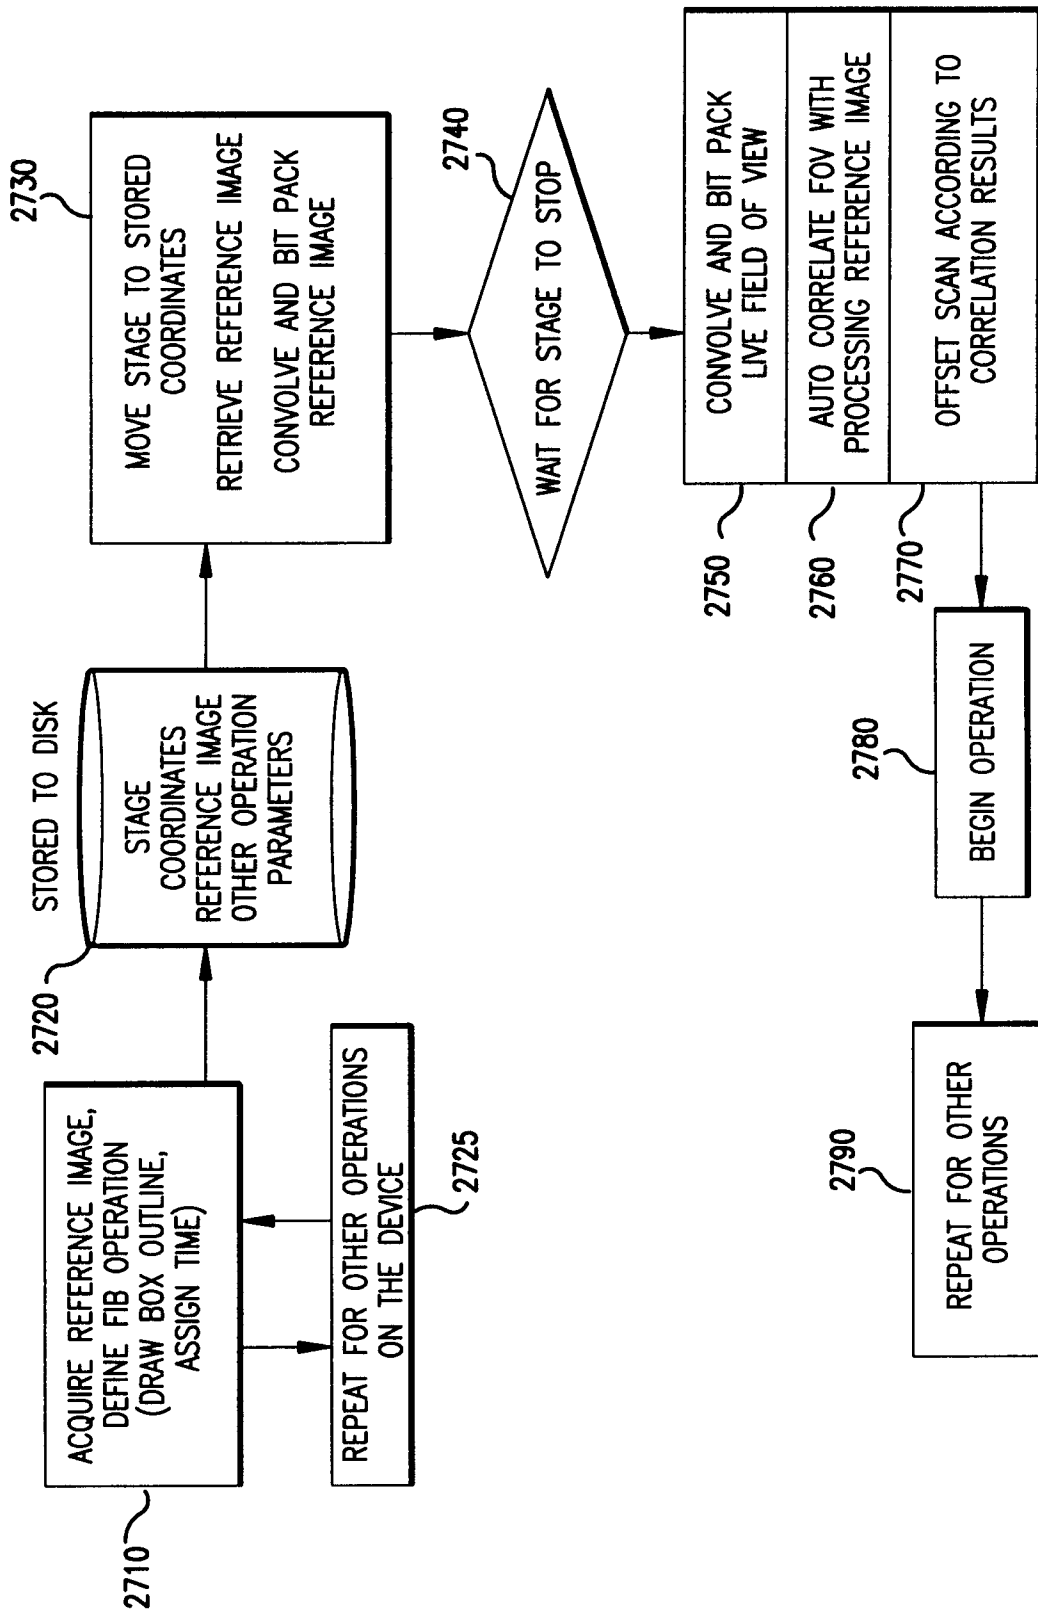 2710
ACQUIRE REFERENCE IMAGE,
DEFINE FIB OPERATION
(DRAW BOX OUTLINE,
ASSIGN TIME)
REPEAT FOR OTHER OPERATIONS
ON THE DEVICE
2725
STORED TO DISK
2720
STAGE
COORDINATES
REFERENCE IMAGE
OTHER OPERATION
PARAMETERS
2730
MOVE STAGE TO STORED
COORDINATES
RETRIEVE REFERENCE IMAGE
CONVOLVE AND BIT PACK
REFERENCE IMAGE
2740
WAIT FOR STAGE TO STOP
2750
CONVOLVE AND BIT PACK
LIVE FIELD OF VIEW
2760
AUTO CORRELATE FOV WITH
PROCESSING REFERENCE IMAGE
2770
OFFSET SCAN ACCORDING TO
CORRELATION RESULTS
2780
BEGIN OPERATION
2790
REPEAT FOR OTHER
OPERATIONS